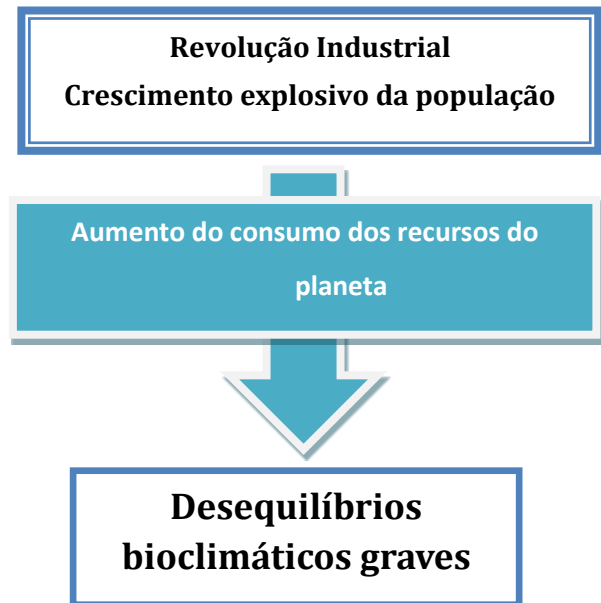 Revolução Industrial
Crescimento explosivo da população
Aumento do consumo dos recursos do
planeta
Desequilíbrios
bioclimáticos graves